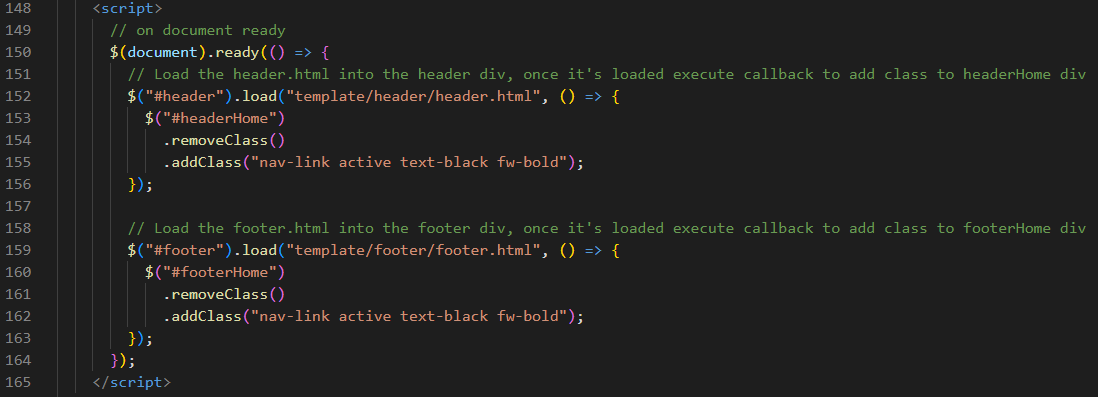 148 <script>
149 // on document ready
150 $(document).ready(() => {
151 // Load the header.html into the header div, once it's loaded execute callback to add class to headerHome div
152 $("#header").load("template/header/header.html", () => {
153 $("#headerHome")
154 .removeClass()
155 .addClass("nav-link active text-black fw-bold");
156 });
157
158 // Load the footer.html into the footer div, once it's loaded execute callback to add class to footerHome div
159 $("#footer").load("template/footer/footer.html", () => {
160 $("#footerHome")
161 .removeClass()
162 .addClass("nav-link active text-black fw-bold");
163 });
164 });
165 </script>